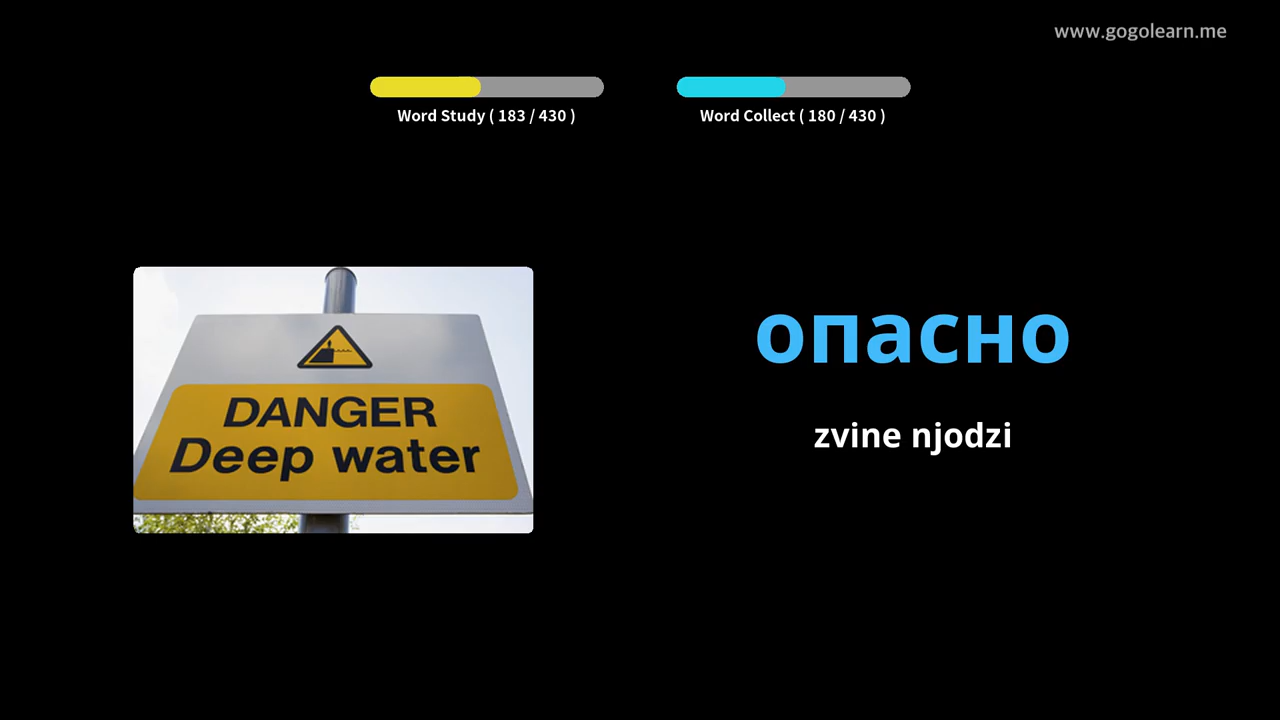 www.gogolearn.me
Word Study ( 183 / 430 )
Word Collect ( 180 / 430 )
DANGER
Deep water
опасно
zvine njodzi